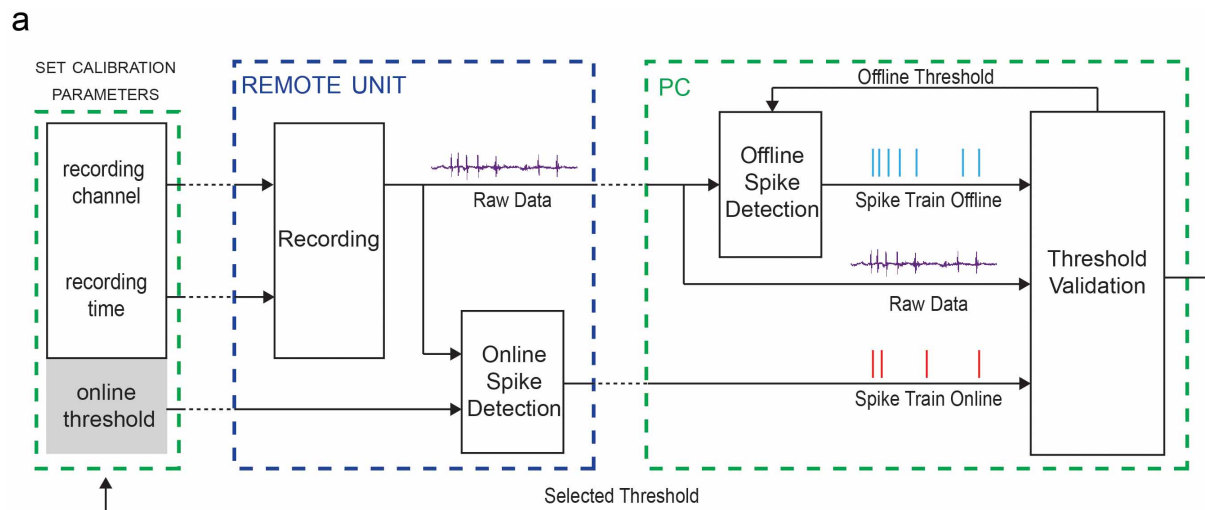 a
SET CALIBRATION
PARAMETERS
recording
channel
recording
time
online
threshold
REMOTE UNIT
Recording
Raw Data
Online
Spike
Detection
PC
Offline Threshold
Offline
Spike
Detection
Spike Train Offline
Raw Data
Spike Train Online
Threshold
Validation
Selected Threshold